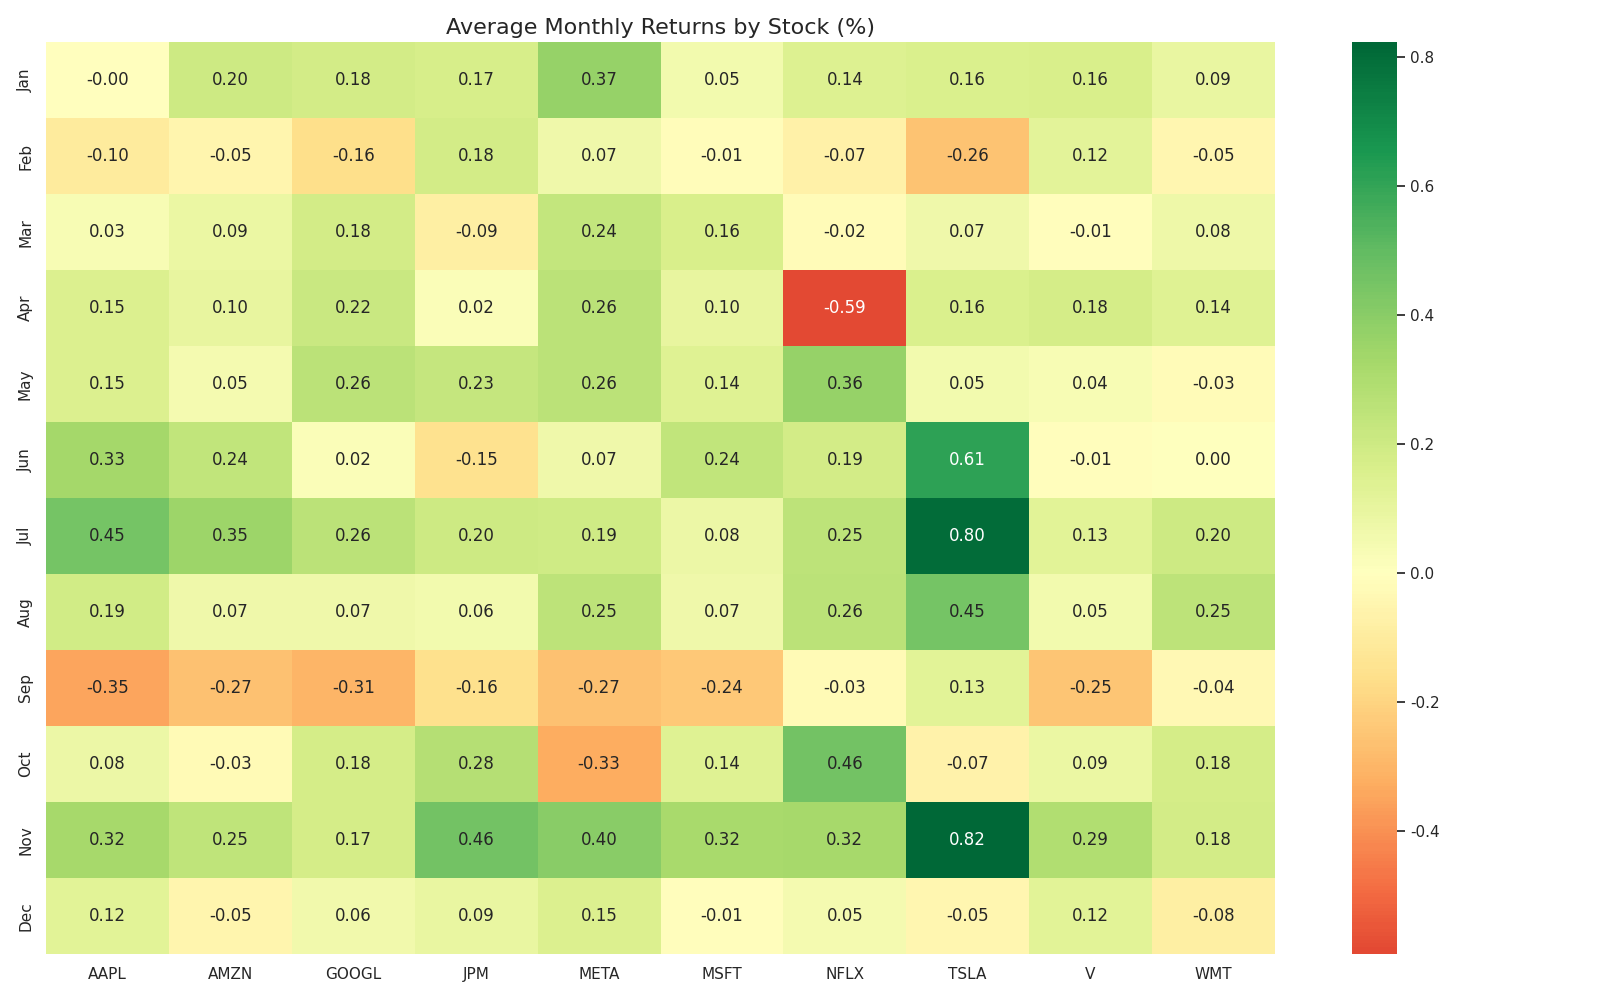 Average Monthly Returns by Stock (%)
Jan -0.00 0.20 0.18 0.17 0.37 0.05 0.14 0.16 0.16 0.09
Feb -0.10 -0.05 -0.16 0.18 0.07 -0.01 -0.07 -0.26 0.12 -0.05
Mar 0.03 0.09 0.18 -0.09 0.24 0.16 -0.02 0.07 -0.01 0.08
Apr 0.15 0.10 0.22 0.02 0.26 0.10 -0.59 0.16 0.18 0.14
May 0.15 0.05 0.26 0.23 0.26 0.14 0.36 0.05 0.04 -0.03
Jun 0.33 0.24 0.02 -0.15 0.07 0.24 0.19 0.61 -0.01 0.00
Jul 0.45 0.35 0.26 0.20 0.19 0.08 0.25 0.80 0.13 0.20
Aug 0.19 0.07 0.07 0.06 0.25 0.07 0.26 0.45 0.05 0.25
Sep -0.35 -0.27 -0.31 -0.16 -0.27 -0.24 -0.03 0.13 -0.25 -0.04
Oct 0.08 -0.03 0.18 0.28 -0.33 0.14 0.46 -0.07 0.09 0.18
Nov 0.32 0.25 0.17 0.46 0.40 0.32 0.32 0.82 0.29 0.18
Dec 0.12 -0.05 0.06 0.09 0.15 -0.01 0.05 -0.05 0.12 -0.08
AAPL AMZN GOOGL JPM META MSFT NFLX TSLA V WMT
0.8
0.6
0.4
0.2
0.0
-0.2
-0.4